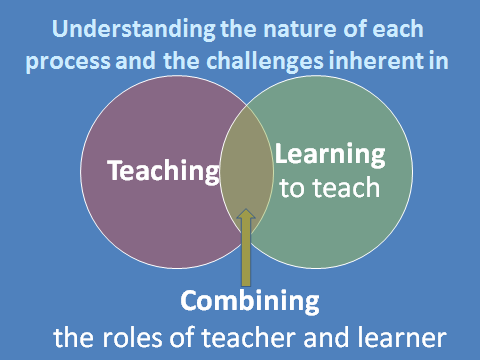 Understanding the nature of each
process and the challenges inherent in
Teaching
Learning
to teach
Combining
the roles of teacher and learner